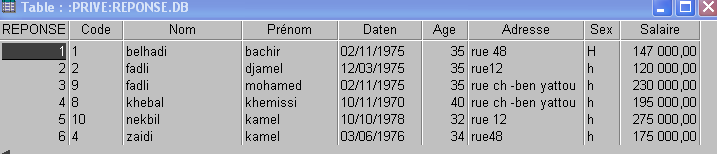 Table : :PRIVE:REPONSE.DB
REPONSE Code Nom Prénom Daten Age Adresse Sex Salaire
1 1 belhadi bachir 02/11/1975 35 rue 48 H 147 000,00
2 2 fadli djamel 12/03/1975 35 rue12 h 120 000,00
3 9 fadli mohamed 02/11/1975 35 rue ch -ben yattou h 230 000,00
4 8 khebal khemissi 10/11/1970 40 rue ch -ben yattou h 195 000,00
5 10 nekbil kamel 10/10/1978 32 rue 12 h 275 000,00
6 4 zaidi kamel 03/06/1976 34 rue48 h 175 000,00